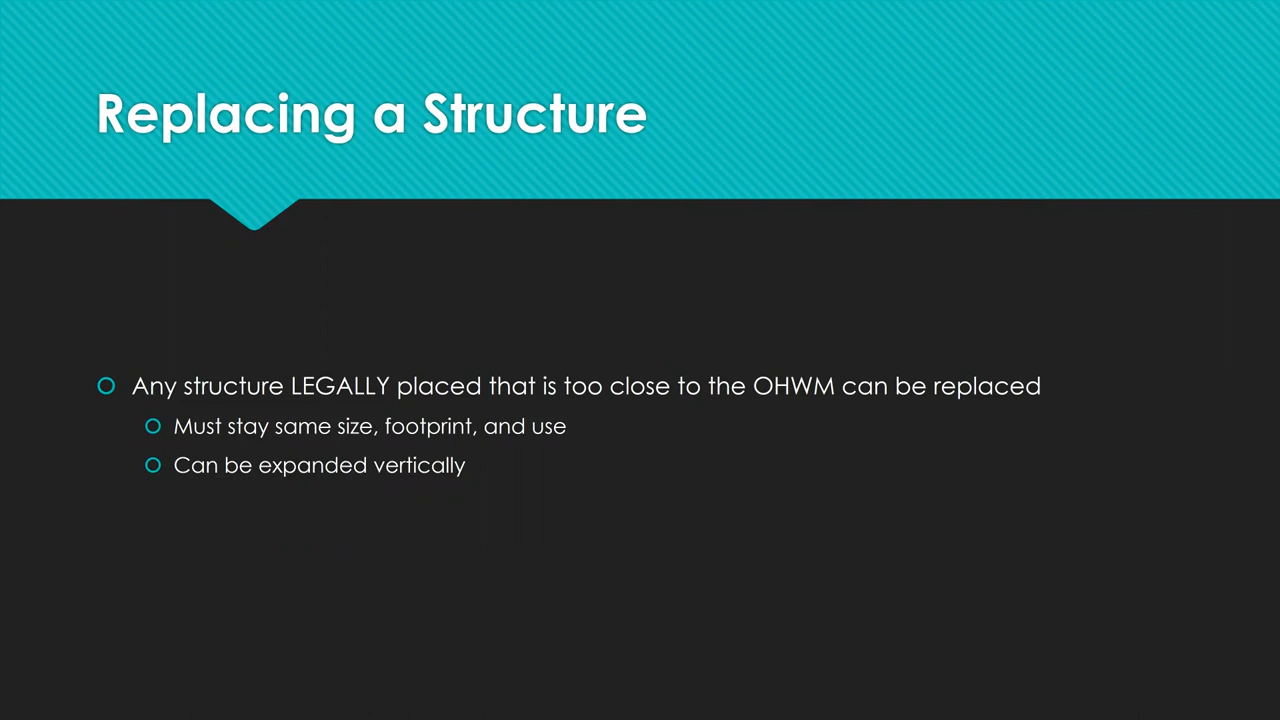 Replacing a Structure
Any structure LEGALLY placed that is too close to the OHWM can be replaced
Must stay same size, footprint, and use
Can be expanded vertically